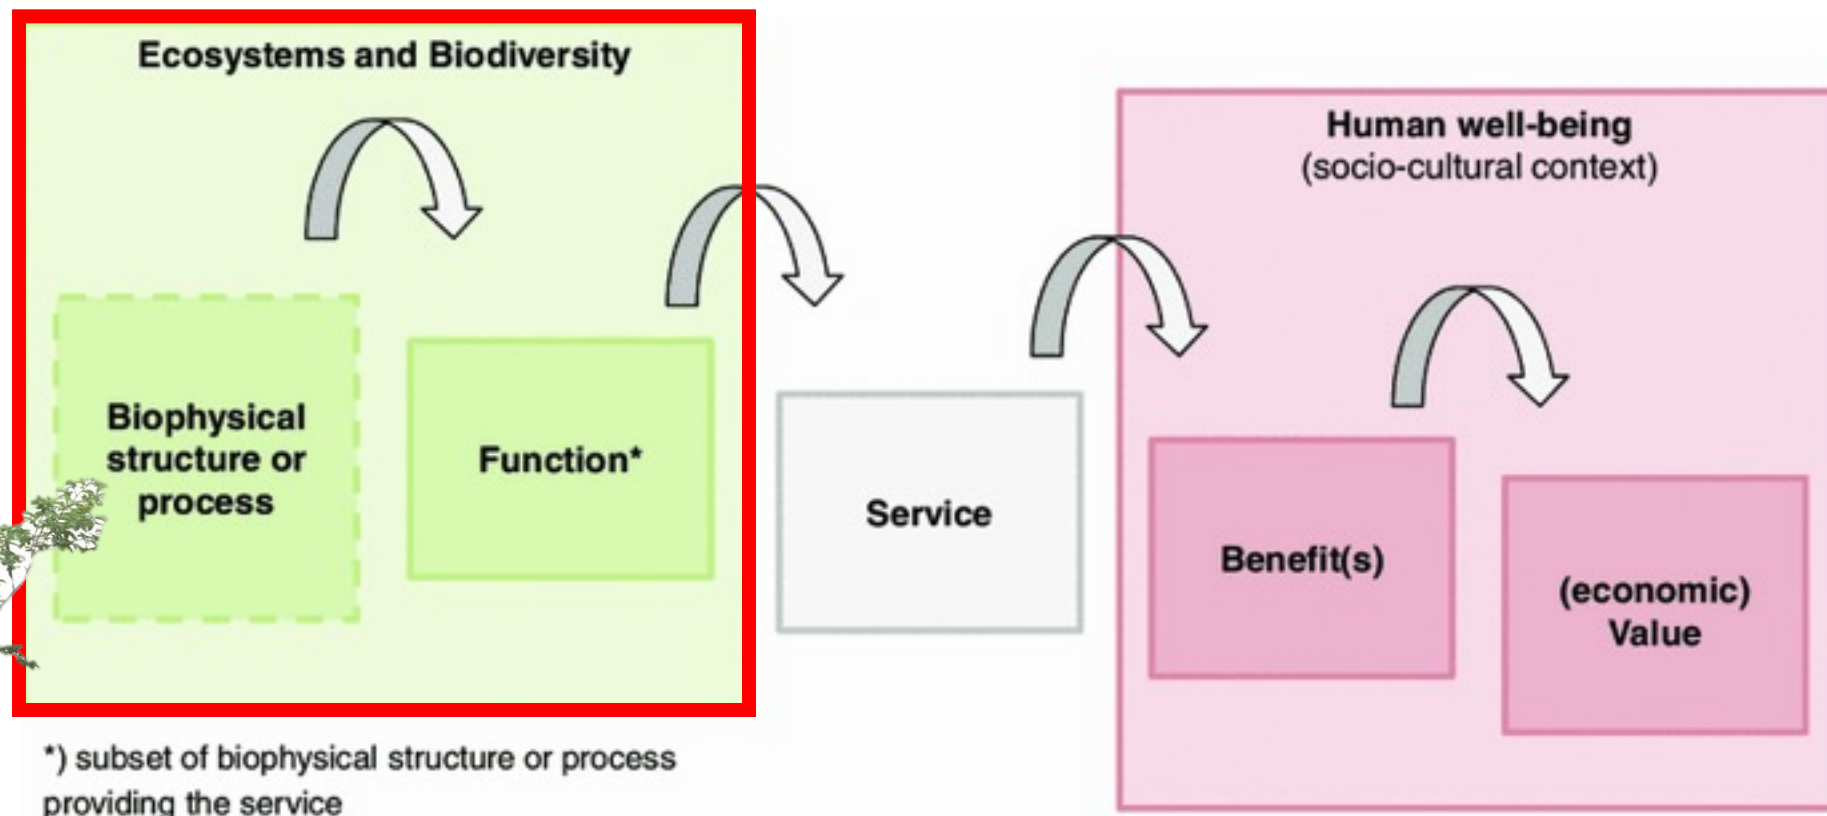 Ecosystems and Biodiversity
Biophysical
structure or
process
Function*
Service
Human well-being
(socio-cultural context)
Benefit(s)
(economic)
Value
*) subset of biophysical structure or process
providing the service